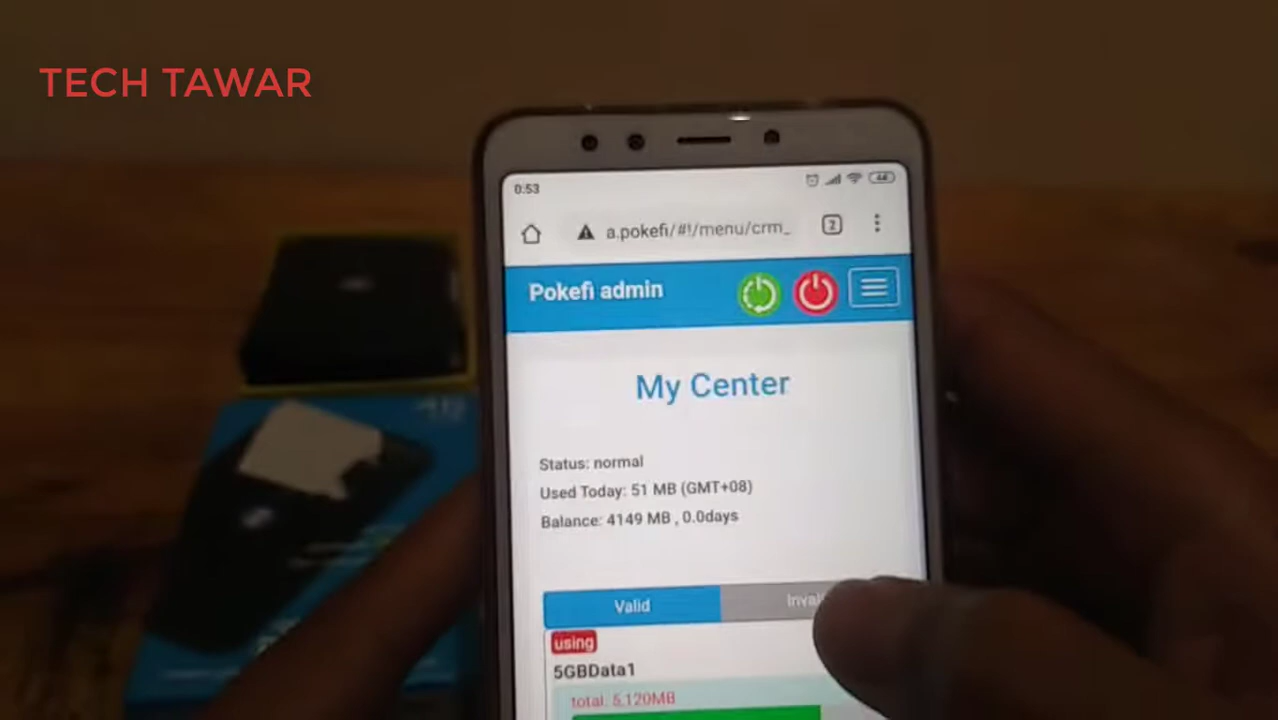 TECH TAWAR
0:53
44
a.pokefi/#!/menu/crm_
2
Pokefi admin
My Center
Status: normal
Used Today: 51 MB (GMT+08)
Balance: 4149 MB , 0.0days
Valid
using
5GBData1
total: 5,120MB